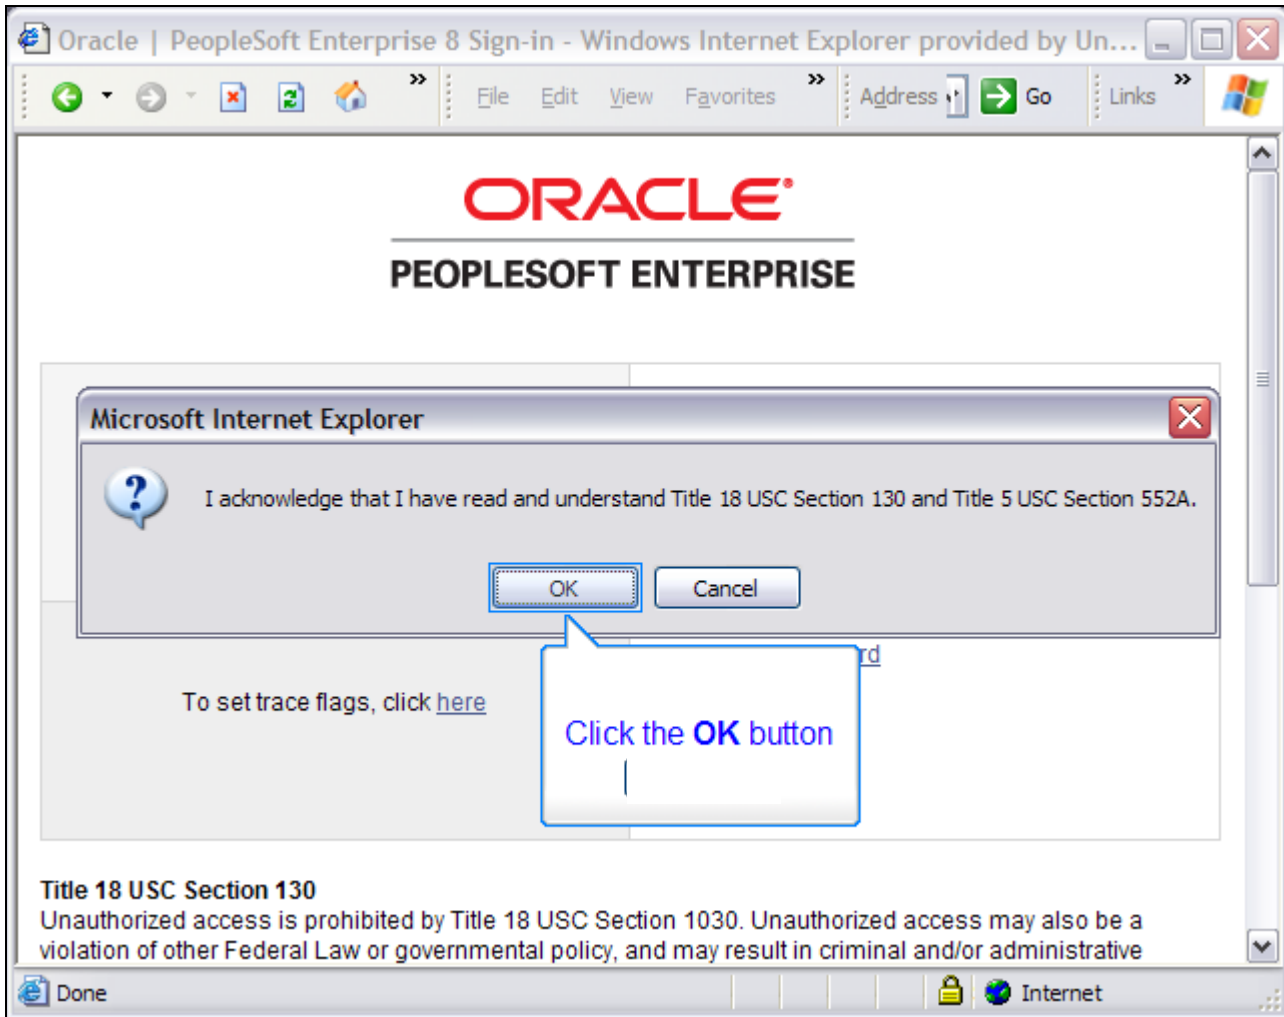 Oracle | PeopleSoft Enterprise 8 Sign-in - Windows Internet Explorer provided by Un...
» File Edit View Favorites » Address Go Links »
ORACLE®
PEOPLESOFT ENTERPRISE
Microsoft Internet Explorer
? I acknowledge that I have read and understand Title 18 USC Section 130 and Title 5 USC Section 552A.
OK Cancel
rd
To set trace flags, click here
Click the OK button
Title 18 USC Section 130
Unauthorized access is prohibited by Title 18 USC Section 1030. Unauthorized access may also be a
violation of other Federal Law or governmental policy, and may result in criminal and/or administrative
Done Internet